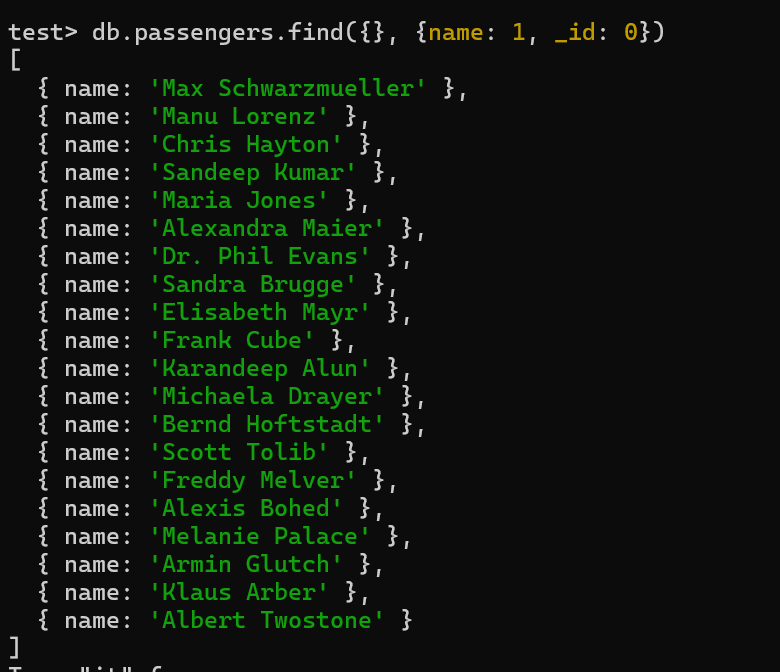 test> db.passengers.find({}, {name: 1, _id: 0})
[
  { name: 'Max Schwarzmueller' },
  { name: 'Manu Lorenz' },
  { name: 'Chris Hayton' },
  { name: 'Sandeep Kumar' },
  { name: 'Maria Jones' },
  { name: 'Alexandra Maier' },
  { name: 'Dr. Phil Evans' },
  { name: 'Sandra Brugge' },
  { name: 'Elisabeth Mayr' },
  { name: 'Frank Cube' },
  { name: 'Karandeep Alun' },
  { name: 'Michaela Drayer' },
  { name: 'Bernd Hoftstadt' },
  { name: 'Scott Tolib' },
  { name: 'Freddy Melver' },
  { name: 'Alexis Bohed' },
  { name: 'Melanie Palace' },
  { name: 'Armin Glutch' },
  { name: 'Klaus Arber' },
  { name: 'Albert Twostone' }
]